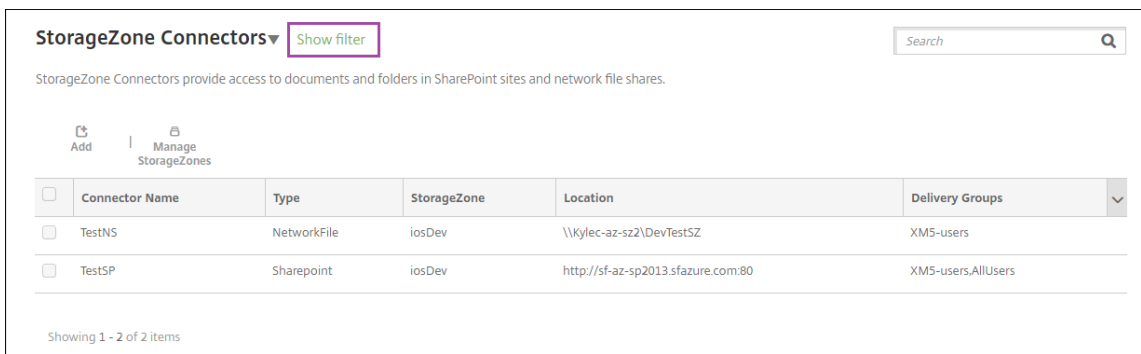 StorageZone Connectors Show filter
Search
StorageZone Connectors provide access to documents and folders in SharePoint sites and network file shares.
Add | Manage
StorageZones
Connector Name Type StorageZone Location Delivery Groups
TestNS NetworkFile iosDev \\Kylec-az-sz2\DevTestSZ XM5-users
TestSP Sharepoint iosDev http://sf-az-sp2013.sfazure.com:80 XM5-users,AllUsers
Showing 1 - 2 of 2 items